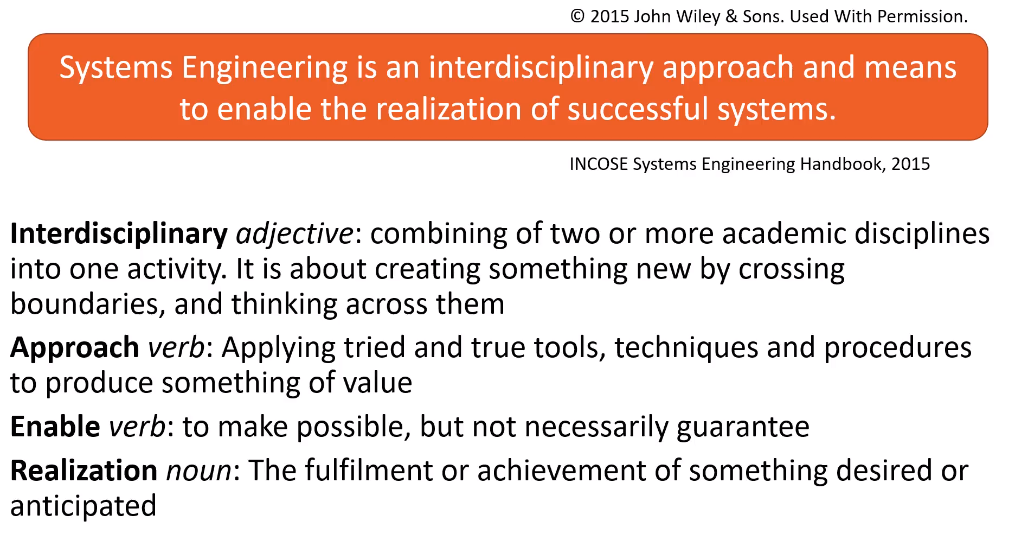 © 2015 John Wiley & Sons. Used With Permission.
Systems Engineering is an interdisciplinary approach and means
to enable the realization of successful systems.
INCOSE Systems Engineering Handbook, 2015
Interdisciplinary adjective: combining of two or more academic disciplines
into one activity. It is about creating something new by crossing
boundaries, and thinking across them
Approach verb: Applying tried and true tools, techniques and procedures
to produce something of value
Enable verb: to make possible, but not necessarily guarantee
Realization noun: The fulfilment or achievement of something desired or
anticipated